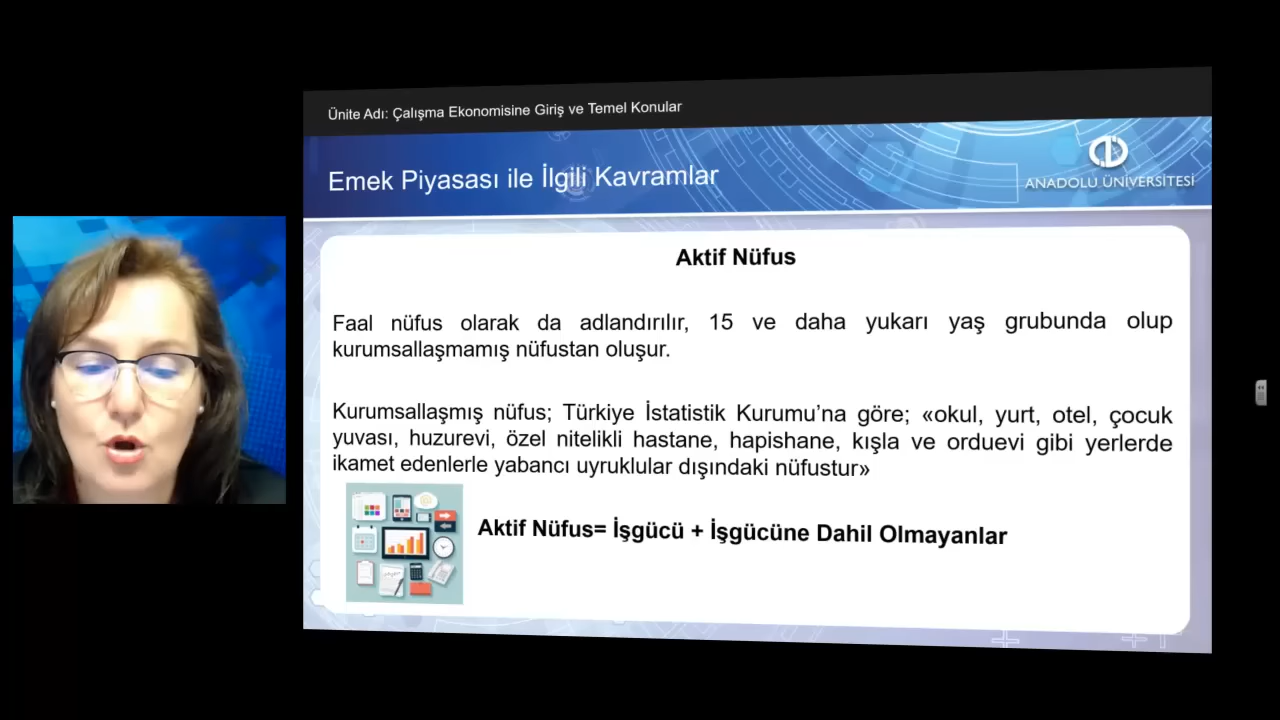 Ünite Adı: Çalışma Ekonomisine Giriş ve Temel Konular
Emek Piyasası ile İlgili Kavramlar
ANADOLU ÜNİVERSİTESİ
Aktif Nüfus
Faal nüfus olarak da adlandırılır, 15 ve daha yukarı yaş grubunda olup
kurumsallaşmamış nüfustan oluşur.
Kurumsallaşmış nüfus; Türkiye İstatistik Kurumu’na göre; «okul, yurt, otel, çocuk
yuvası, huzurevi, özel nitelikli hastane, hapishane, kışla ve orduevi gibi yerlerde
ikamet edenlerle yabancı uyruklular dışındaki nüfustur»
Aktif Nüfus= İşgücü + İşgücüne Dahil Olmayanlar